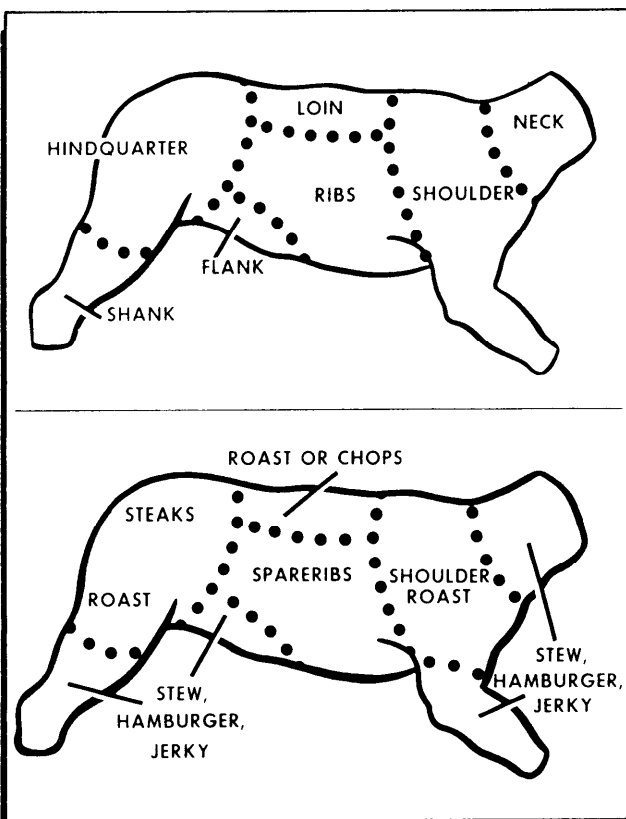 LOIN
NECK
HINDQUARTER
RIBS
SHOULDER
FLANK
SHANK
ROAST OR CHOPS
STEAKS
SPARERIBS
SHOULDER
ROAST
ROAST
STEW,
HAMBURGER,
JERKY
STEW,
HAMBURGER,
JERKY